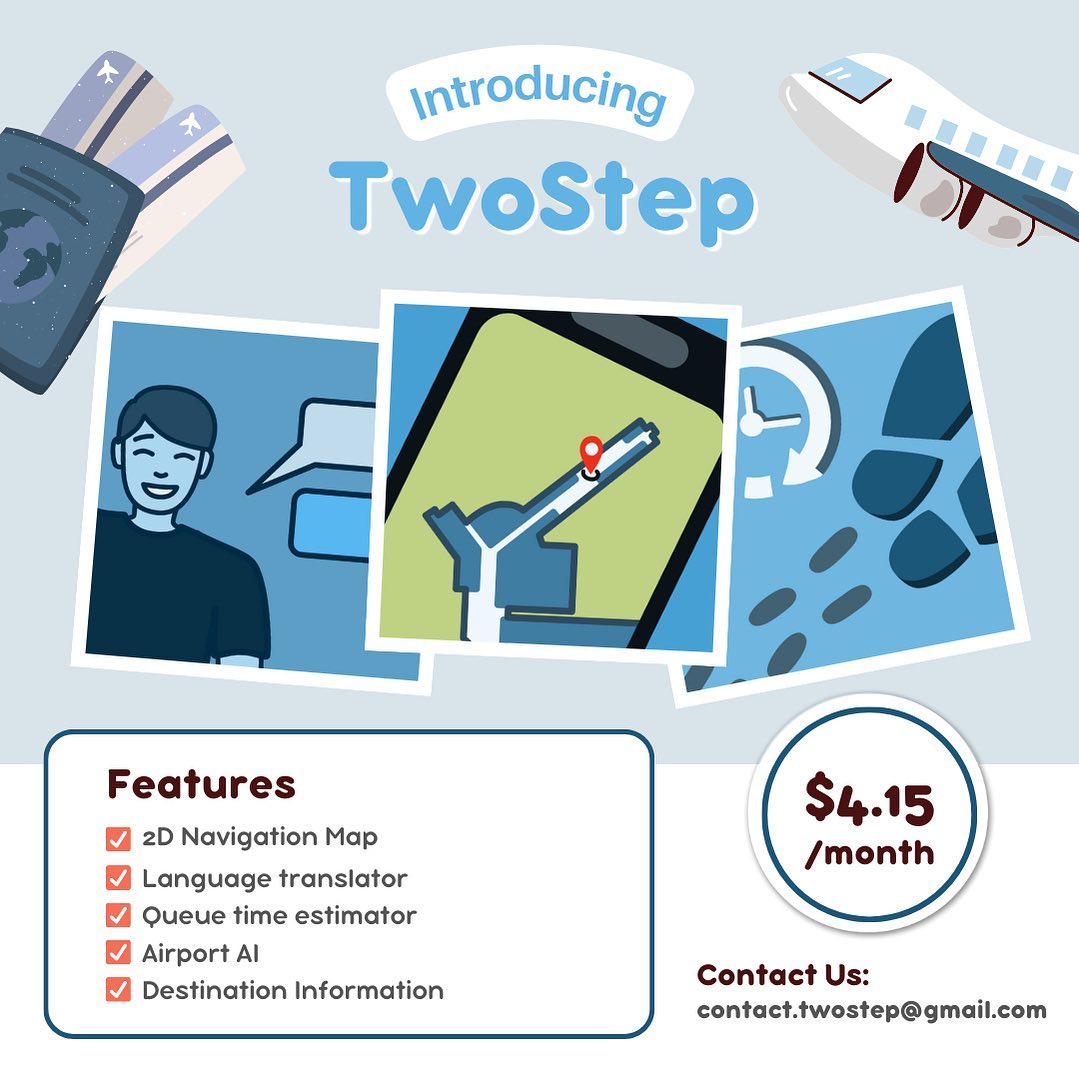 Introducing
TwoStep
Features
2D Navigation Map
Language translator
Queue time estimator
Airport AI
Destination Information
$4.15
/month
Contact Us:
contact.twostep@gmail.com